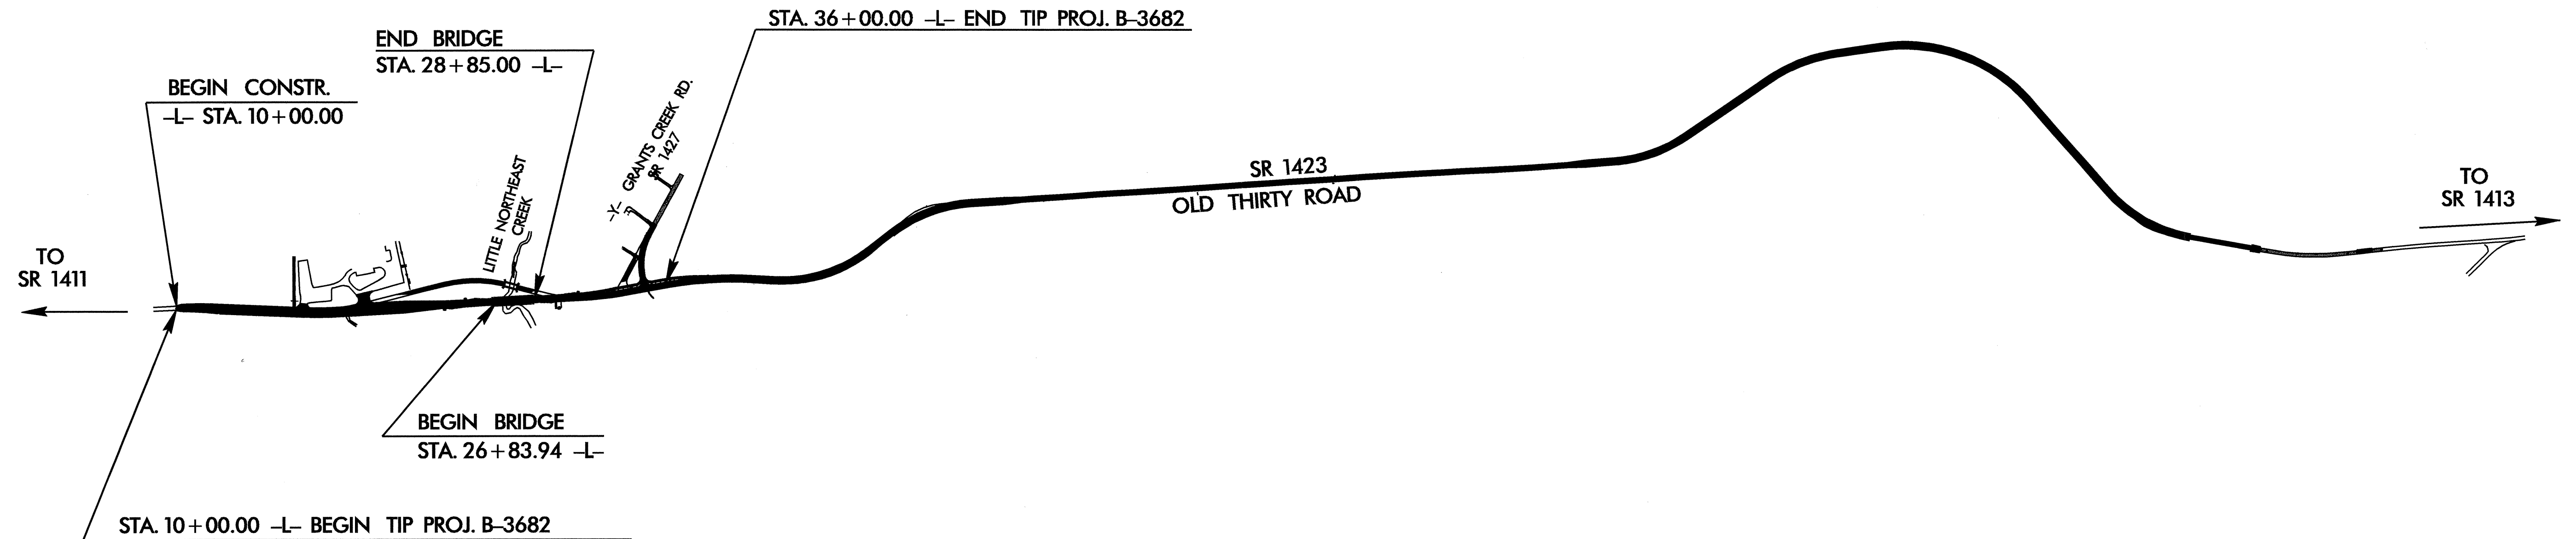 STA. 36+00.00 –L– END TIP PROJ. B–3682
END BRIDGE
STA. 28+85.00 –L–
BEGIN CONSTR.
–L– STA. 10+00.00
GRANTS CREEK RD.
SR 1427
–Y–
LITTLE NORTHEAST
CREEK
SR 1423
OLD THIRTY ROAD
TO
SR 1413
TO
SR 1411
BEGIN BRIDGE
STA. 26+83.94 –L–
STA. 10+00.00 –L– BEGIN TIP PROJ. B–3682